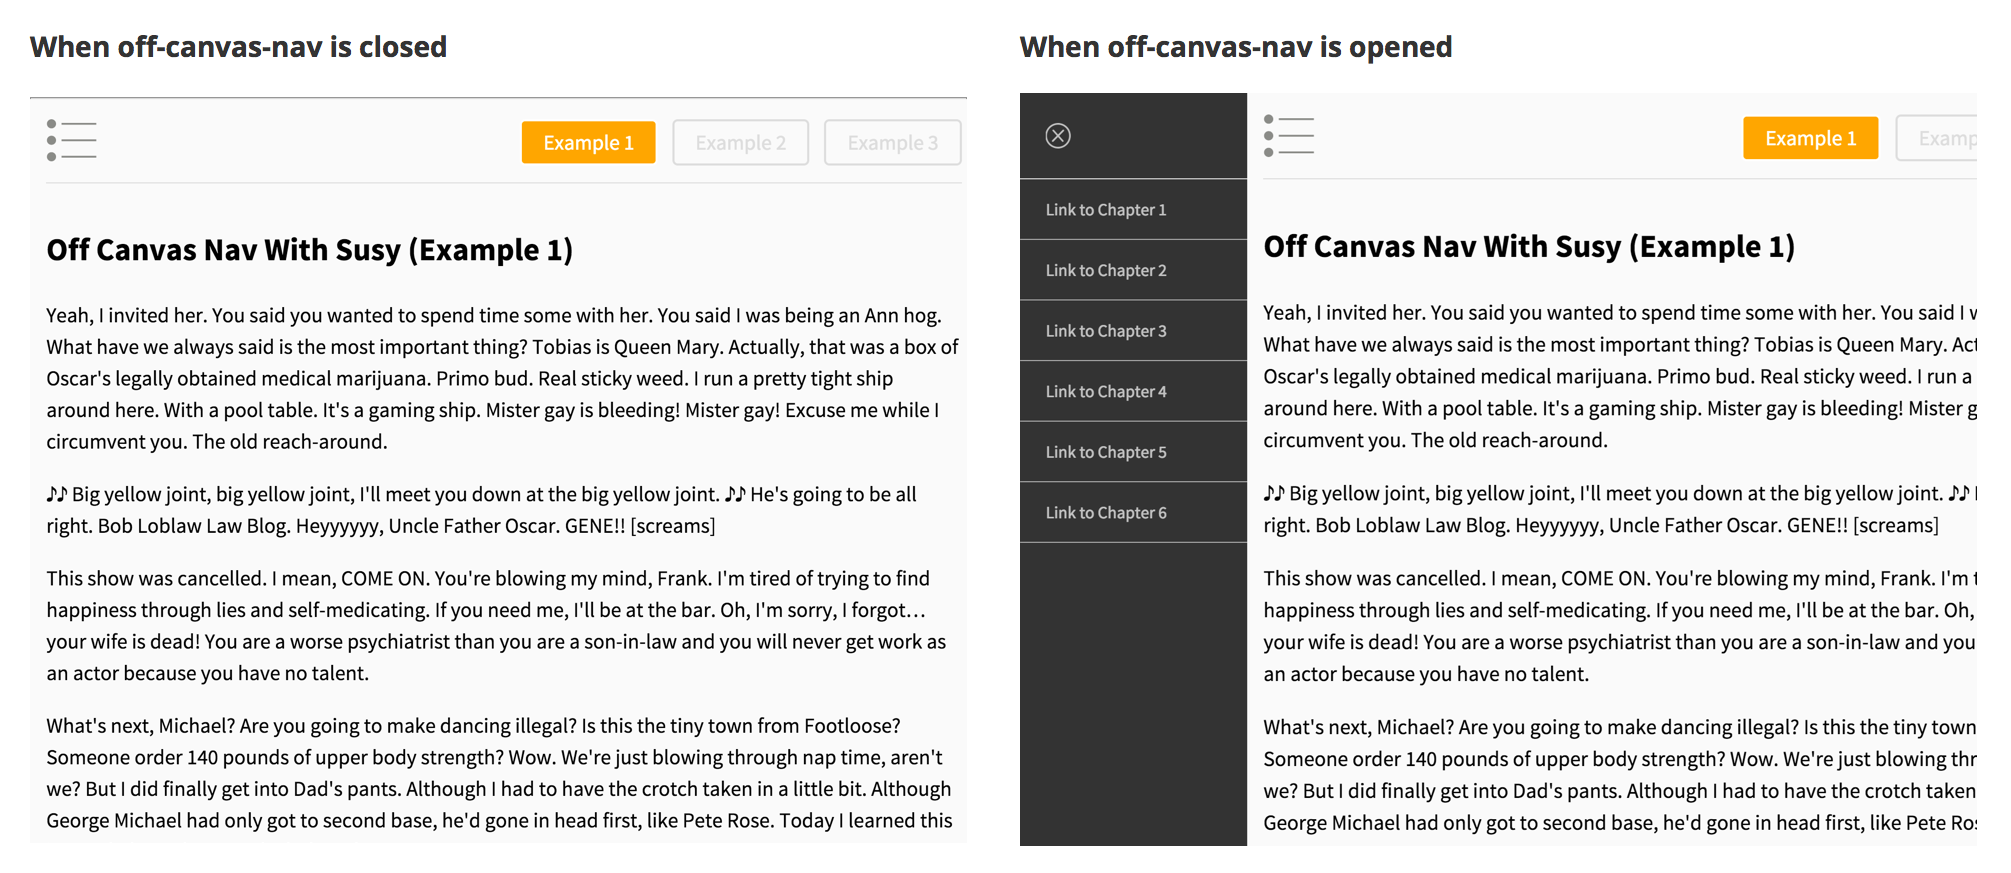 When off-canvas-nav is closed
Example 1
Example 2
Example 3
Off Canvas Nav With Susy (Example 1)
Yeah, I invited her. You said you wanted to spend time some with her. You said I was being an Ann hog.
What have we always said is the most important thing? Tobias is Queen Mary. Actually, that was a box of
Oscar's legally obtained medical marijuana. Primo bud. Real sticky weed. I run a pretty tight ship
around here. With a pool table. It's a gaming ship. Mister gay is bleeding! Mister gay! Excuse me while I
circumvent you. The old reach-around.
♪♪ Big yellow joint, big yellow joint, I'll meet you down at the big yellow joint. ♪♪ He's going to be all
right. Bob Loblaw Law Blog. Heyyyyyy, Uncle Father Oscar. GENE!! [screams]
This show was cancelled. I mean, COME ON. You're blowing my mind, Frank. I'm tired of trying to find
happiness through lies and self-medicating. If you need me, I'll be at the bar. Oh, I'm sorry, I forgot…
your wife is dead! You are a worse psychiatrist than you are a son-in-law and you will never get work as
an actor because you have no talent.
What's next, Michael? Are you going to make dancing illegal? Is this the tiny town from Footloose?
Someone order 140 pounds of upper body strength? Wow. We're just blowing through nap time, aren't
we? But I did finally get into Dad's pants. Although I had to have the crotch taken in a little bit. Although
George Michael had only got to second base, he'd gone in head first, like Pete Rose. Today I learned this
When off-canvas-nav is opened
Link to Chapter 1
Link to Chapter 2
Link to Chapter 3
Link to Chapter 4
Link to Chapter 5
Link to Chapter 6
Example 1
Examp
Off Canvas Nav With Susy (Example 1)
Yeah, I invited her. You said you wanted to spend time some with her. You said I w
What have we always said is the most important thing? Tobias is Queen Mary. Act
Oscar's legally obtained medical marijuana. Primo bud. Real sticky weed. I run a
around here. With a pool table. It's a gaming ship. Mister gay is bleeding! Mister g
circumvent you. The old reach-around.
♪♪ Big yellow joint, big yellow joint, I'll meet you down at the big yellow joint. ♪♪
right. Bob Loblaw Law Blog. Heyyyyyy, Uncle Father Oscar. GENE!! [screams]
This show was cancelled. I mean, COME ON. You're blowing my mind, Frank. I'm t
happiness through lies and self-medicating. If you need me, I'll be at the bar. Oh,
your wife is dead! You are a worse psychiatrist than you are a son-in-law and you
an actor because you have no talent.
What's next, Michael? Are you going to make dancing illegal? Is this the tiny town
Someone order 140 pounds of upper body strength? Wow. We're just blowing thr
we? But I did finally get into Dad's pants. Although I had to have the crotch taken
George Michael had only got to second base, he'd gone in head first, like Pete Ros